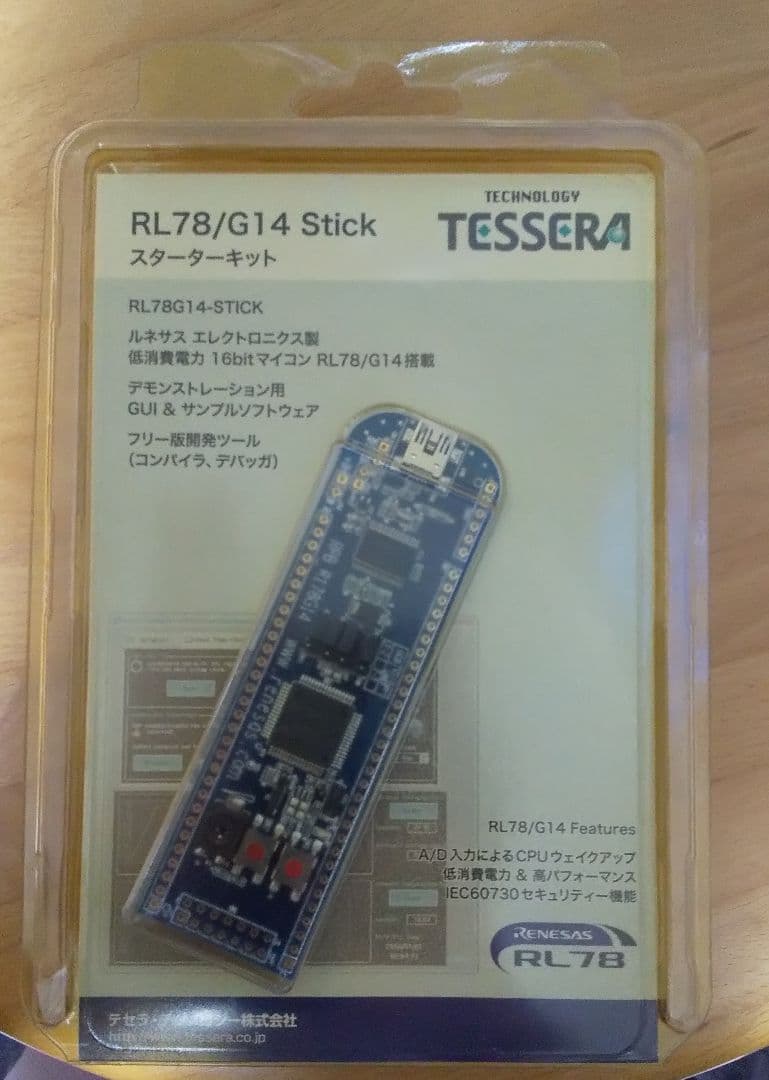 TECHNOLOGY
TESSERA
RL78/G14 Stick
スターターキット
RL78G14-STICK
ルネサス エレクトロニクス製
低消費電力 16bitマイコン RL78/G14搭載
デモンストレーション用
GUI & サンプルソフトウェア
フリー版開発ツール
(コンパイラ、デバッガ)
RL78G14
www.renesas.com
RL78/G14 Features
A/D入力によるCPUウェイクアップ
低消費電力 & 高パフォーマンス
IEC60730セキュリティー機能
RENESAS
RL78